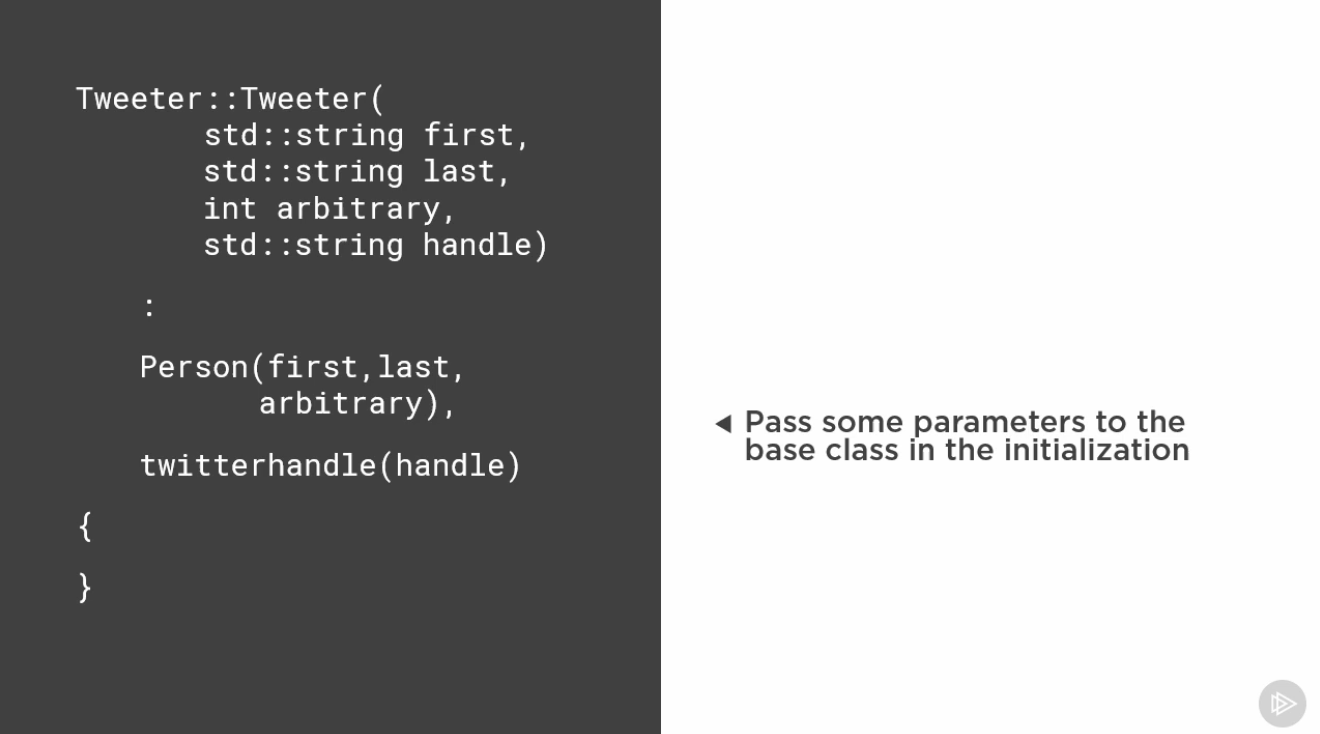 Tweeter::Tweeter(
std::string first,
std::string last,
int arbitrary,
std::string handle)
:
Person(first,last,
arbitrary),
twitterhandle(handle)
{
}
Pass some parameters to the
base class in the initialization